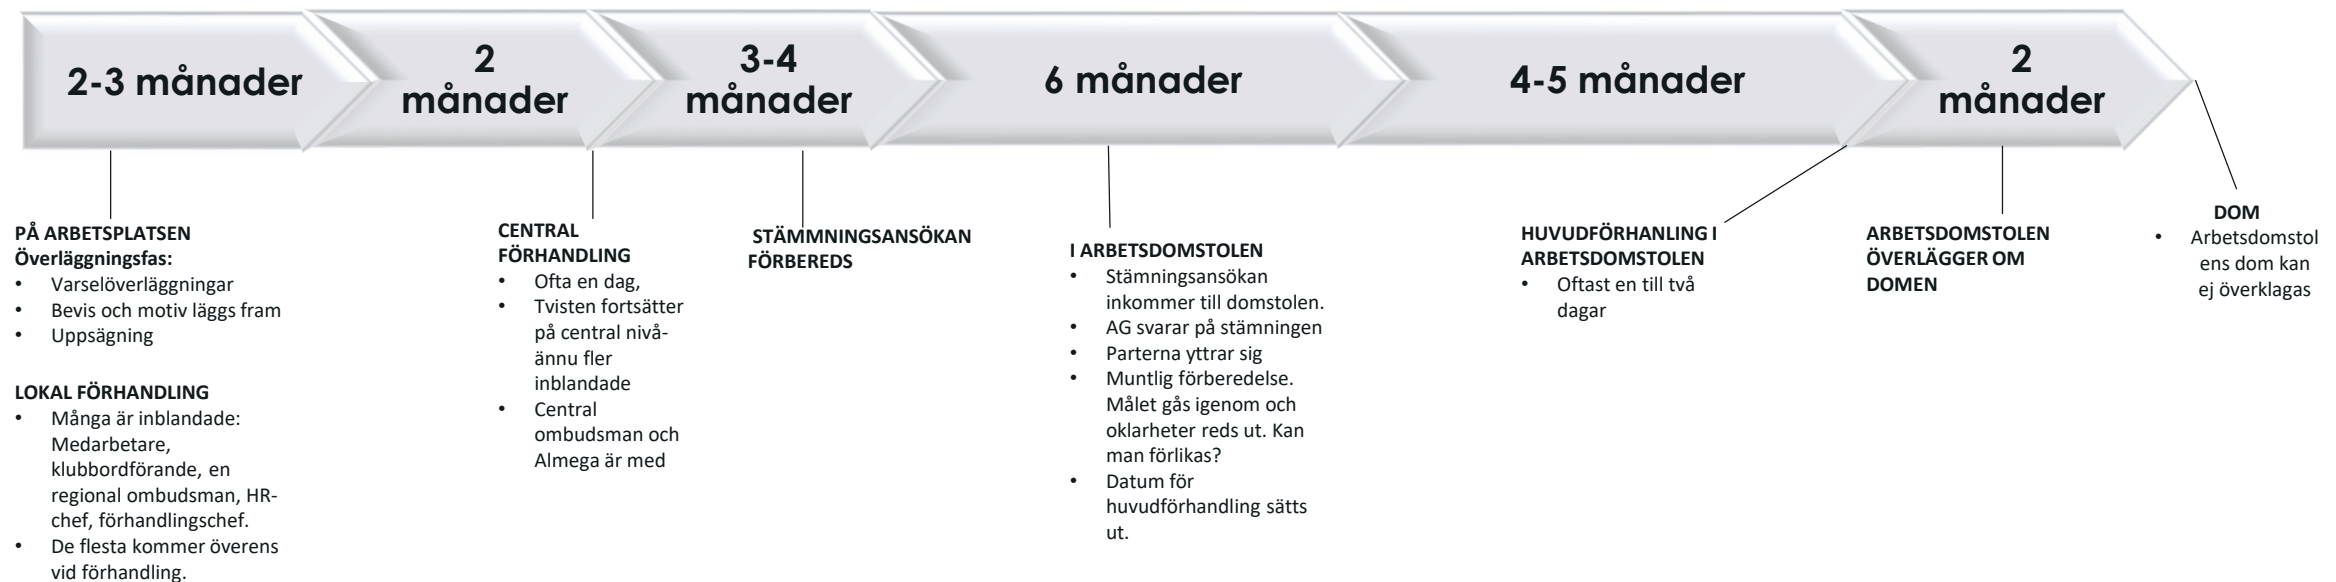 2-3 månader
2
månader
3-4
månader
6 månader
4-5 månader
2
månader
PÅ ARBETSPLATSEN
Överläggningsfas:
• Varselöverläggningar
• Bevis och motiv läggs fram
• Uppsägning
LOKAL FÖRHANDLING
• Många är inblandade:
Medarbetare,
klubbordförande, en
regional ombudsman, HR-
chef, förhandlingschef.
• De flesta kommer överens
vid förhandling.
CENTRAL
FÖRHANDLING
• Ofta en dag,
• Tvisten fortsätter
på central nivå-
ännu fler
inblandade
• Central
ombudsman och
Almega är med
STÄMMNINGSANSÖKAN
FÖRBEREDS
I ARBETSDOMSTOLEN
• Stämningsansökan
inkommer till domstolen.
• AG svarar på stämningen
• Parterna yttrar sig
• Muntlig förberedelse.
Målet gås igenom och
oklarheter reds ut. Kan
man förlikas?
• Datum för
huvudförhandling sätts
ut.
HUVUDFÖRHANLING I
ARBETSDOMSTOLEN
• Oftast en till två
dagar
ARBETSDOMSTOLEN
ÖVERLÄGGER OM
DOMEN
DOM
• Arbetsdomstol
ens dom kan
ej överklagas